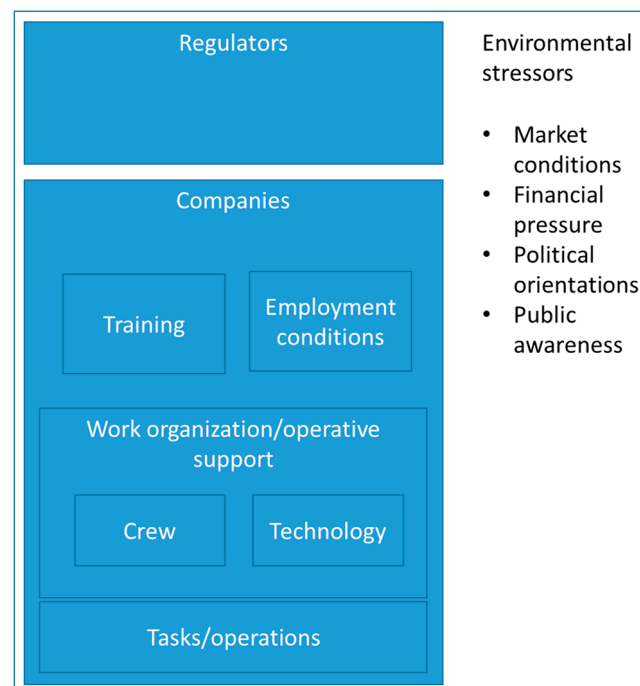 Regulators
Companies
Training
Employment
conditions
Work organization/operative
support
Crew
Technology
Tasks/operations
Environmental
stressors
• Market
conditions
• Financial
pressure
• Political
orientations
• Public
awareness